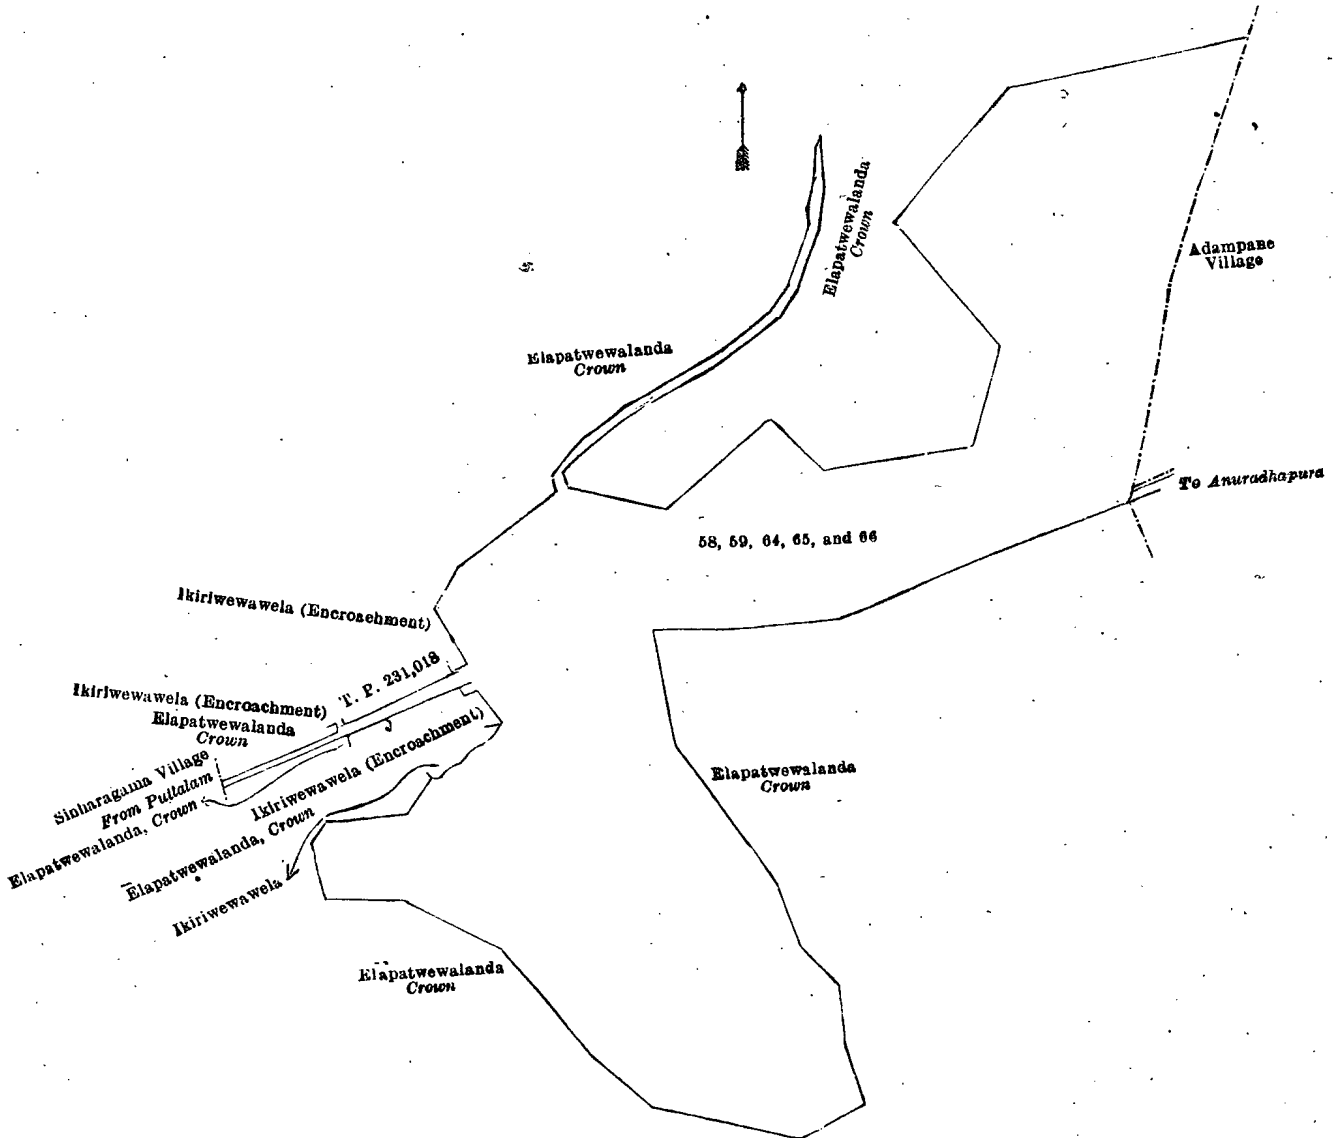 Elapatwewalanda
Crown
Adampane
Village
Elapatwewalanda
Crown
To Anuradhapura
58, 59, 64, 65, and 66
Ikiriwewawela (Encroachment)
T. P. 231,018
Ikiriwewawela (Encroachment)
Elapatwewalanda
Crown
Sinharagama Village
From Puttalam
Elapatwewalanda, Crown
Ikiriwewawela (Encroachment)
Elapatwewalanda, Crown
Ikiriwewawela
Elapatwewalanda
Crown
Elapatwewalanda
Crown